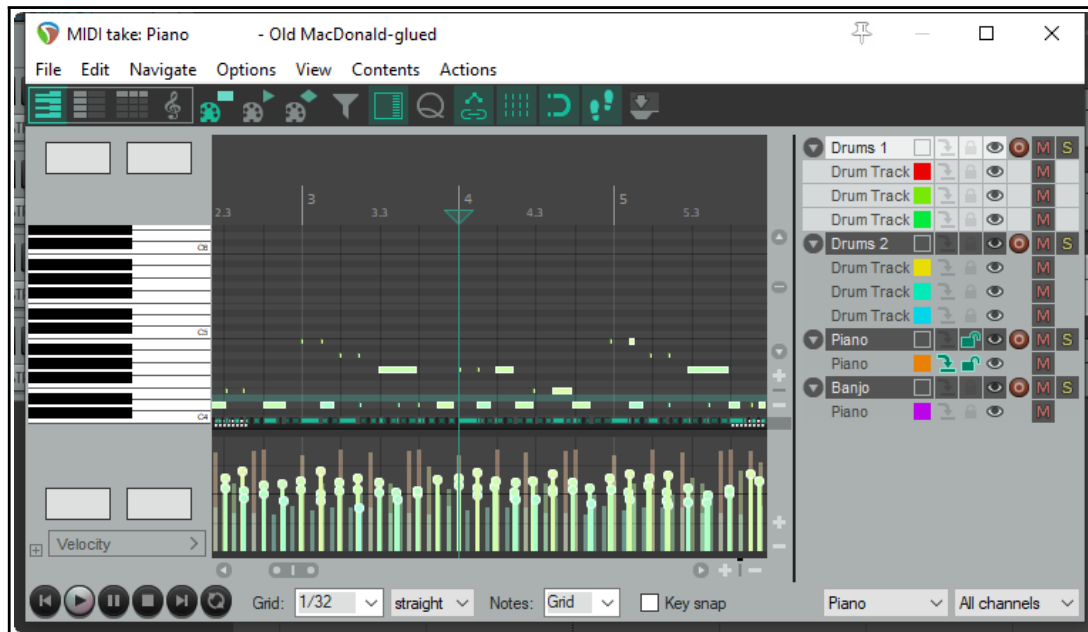 MIDI take: Piano - Old MacDonald-glued
File Edit Navigate Options View Contents Actions
Drums 1 M S
Drum Track M
Drum Track M
Drum Track M
Drums 2 M S
Drum Track M
Drum Track M
Drum Track M
Piano M S
Piano M
Banjo M S
Piano M
2.3 3 3.3 4 4.3 5 5.3
C6
C5
C4
Velocity
Grid: 1/32 straight Notes: Grid Key snap Piano All channels